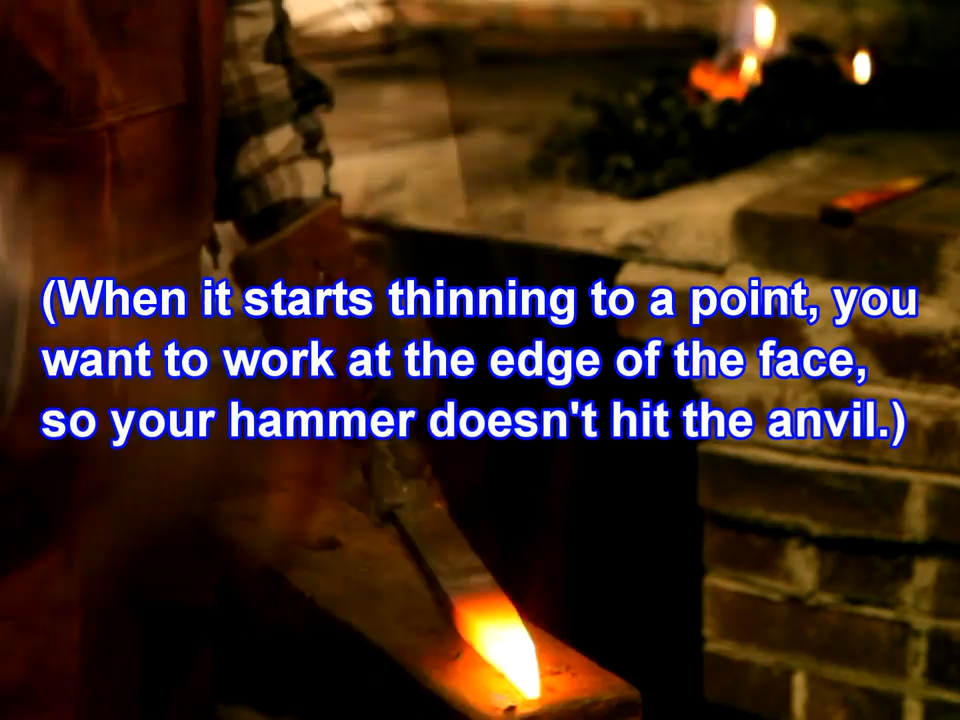 (When it starts thinning to a point, you
want to work at the edge of the face,
so your hammer doesn't hit the anvil.)